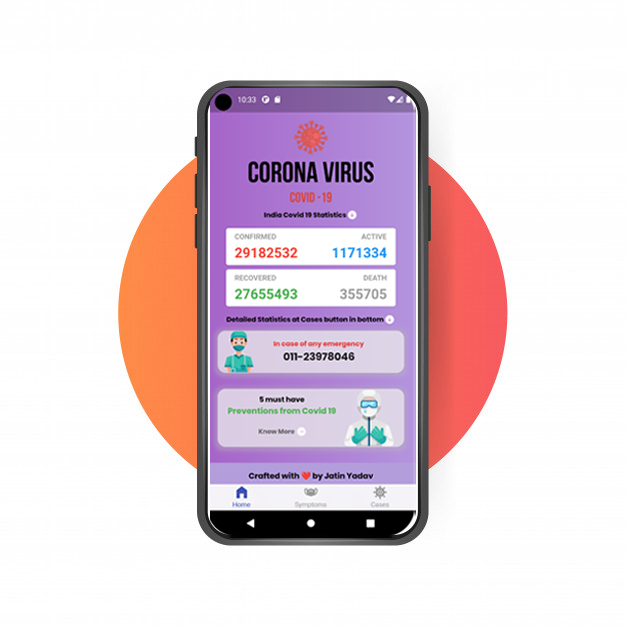 10:33
CORONA VIRUS
COVID -19
India Covid 19 Statistics
CONFIRMED ACTIVE
29182532 1171334
RECOVERED DEATH
27655493 355705
Detailed Statistics at Cases button in bottom
In case of any emergency
011-23978046
5 must have
Preventions from Covid 19
Know More
Crafted with ❤ by Jatin Yadav
Home Symptoms Cases